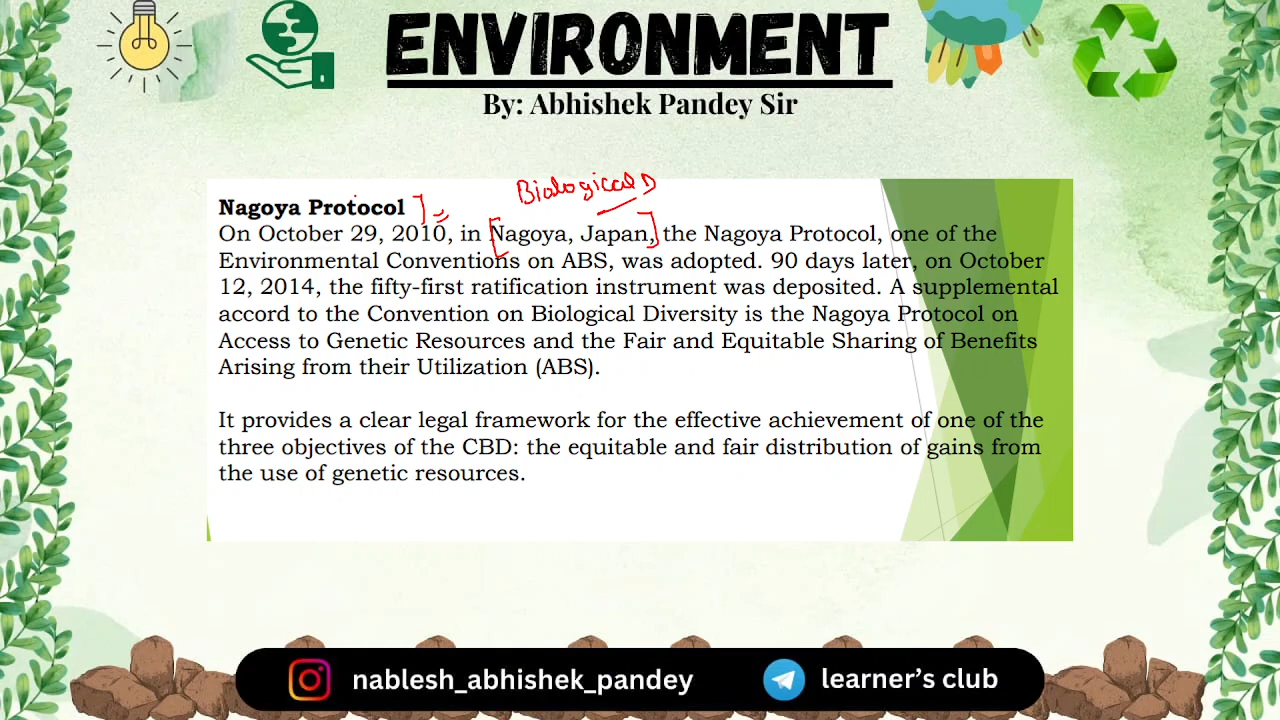 ENVIRONMENT
By: Abhishek Pandey Sir
Biological D
Nagoya Protocol ] =
On October 29, 2010, in [Nagoya, Japan,] the Nagoya Protocol, one of the
Environmental Conventions on ABS, was adopted. 90 days later, on October
12, 2014, the fifty-first ratification instrument was deposited. A supplemental
accord to the Convention on Biological Diversity is the Nagoya Protocol on
Access to Genetic Resources and the Fair and Equitable Sharing of Benefits
Arising from their Utilization (ABS).
It provides a clear legal framework for the effective achievement of one of the
three objectives of the CBD: the equitable and fair distribution of gains from
the use of genetic resources.
nablesh_abhishek_pandey
learner’s club